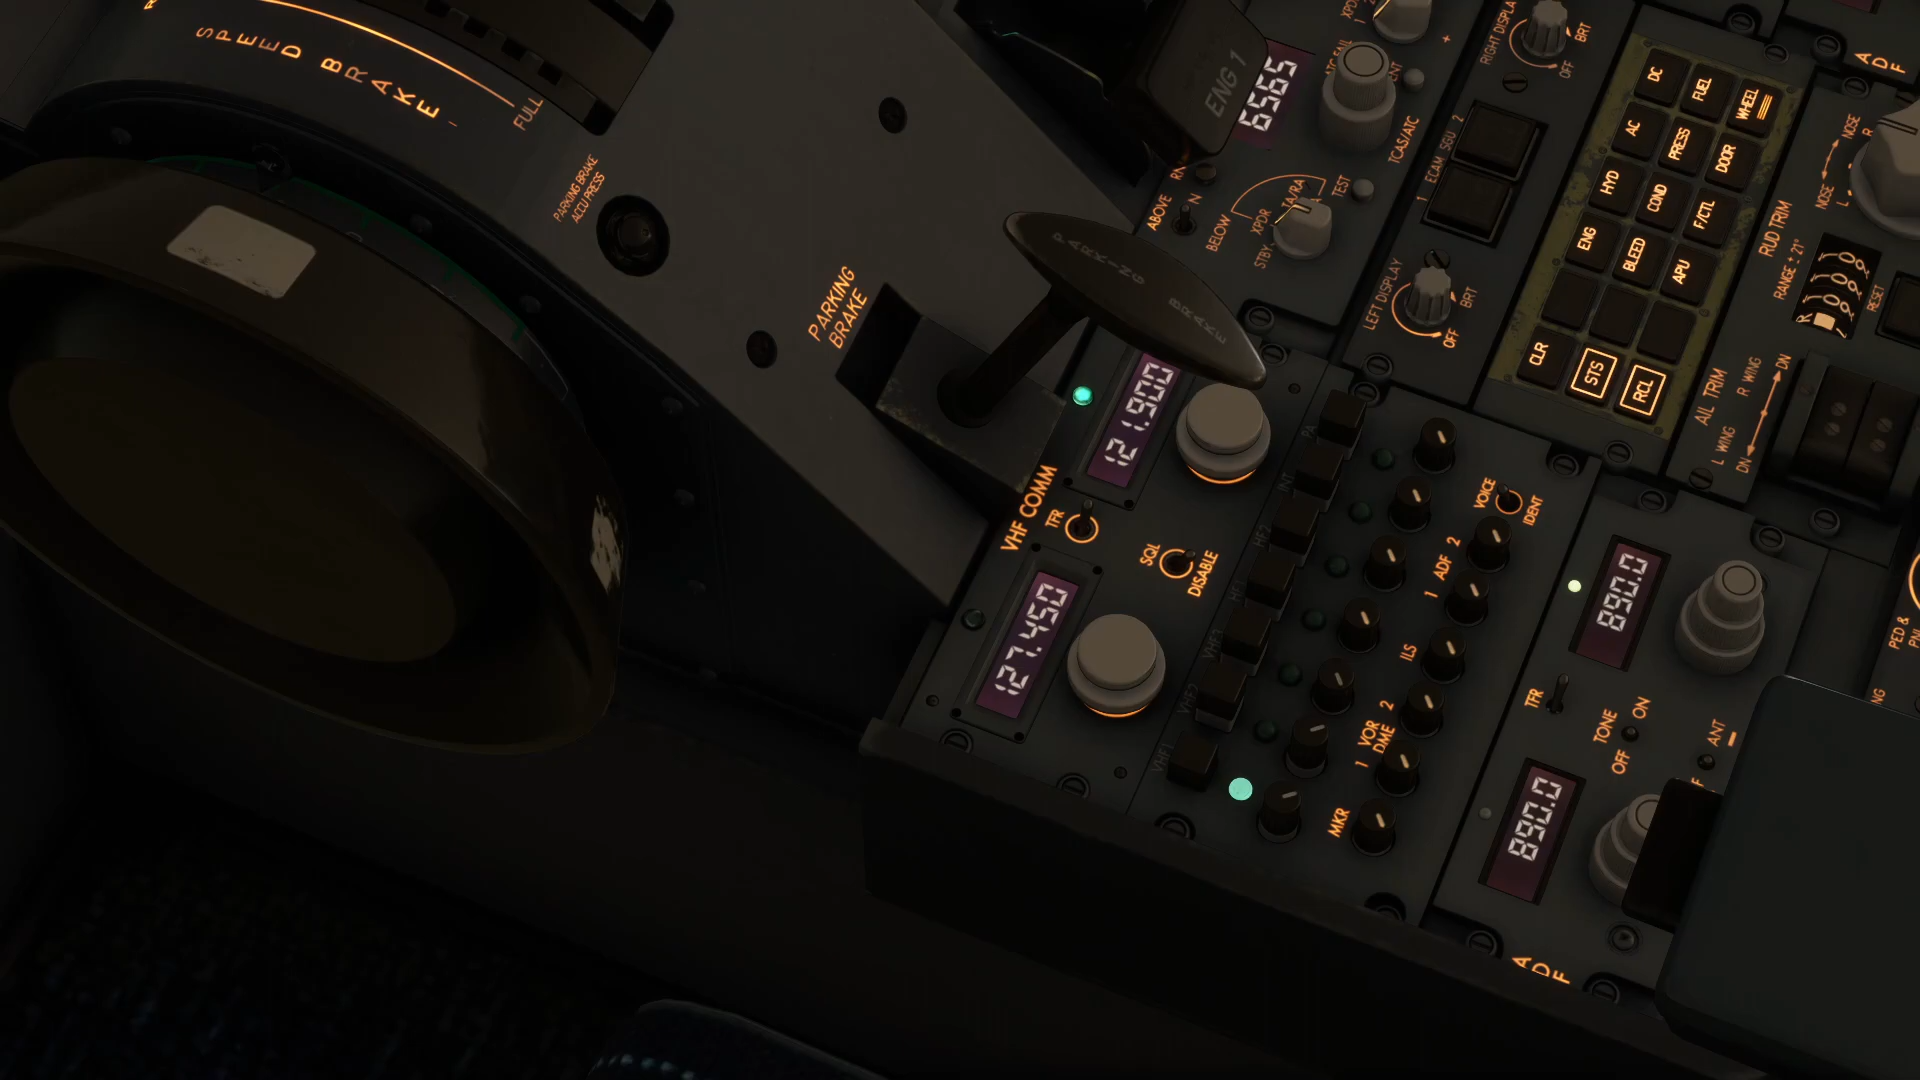 SPEED BRAKE
FULL
PARKING BRAKE
ACCU PRESS
PARKING
BRAKE
PARKING BRAKE
ENG 1
6565
TCAS/ATC
ABOVE
N
BELOW
TA/RA
XPDR
STBY
TEST
RIGHT DISPLAY
BRT
OFF
1 ECAM SGU 2
LEFT DISPLAY
BRT
OFF
DC
FUEL
WHEEL
AC
PRESS
DOOR
HYD
COND
F/CTL
ENG
BLEED
APU
CLR
STS
RCL
ADF
NOSE R
NOSE L
RUD TRIM
RANGE ± 21°
RESET
AIL TRIM
R WING
DN
L WING
DN
VHF COMM
121.900
TFR
SQL
DISABLE
127.450
PA
INT
HF2
HF1
VHF3
VHF2
VHF1
VOICE
IDENT
1 ADF 2
ILS
1 VOR 2
DME
MKR
890.0
TFR
TONE
OFF
ON
ANT
890.0
ADF
PED &